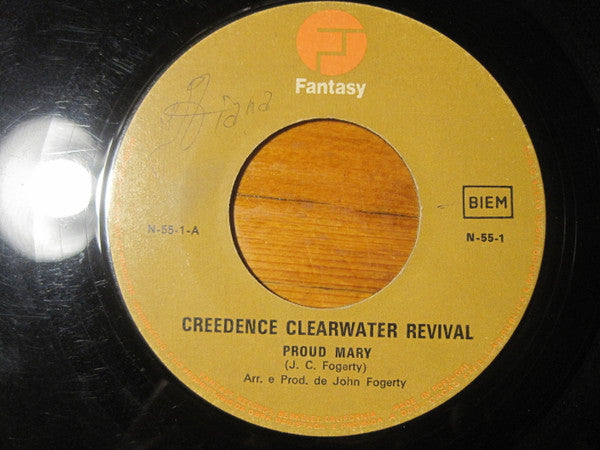 Fantasy
BIEM
N-55-1-A
N-55-1
CREEDENCE CLEARWATER REVIVAL
PROUD MARY
(J. C. Fogerty)
Arr. e Prod. de John Fogerty